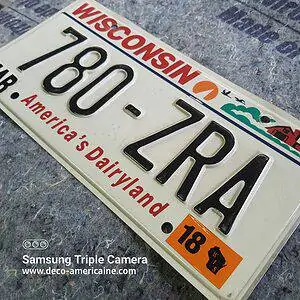 WISCONSIN
780-ZRA
America's Dairyland
18
Samsung Triple Camera
www.deco-americaine.com